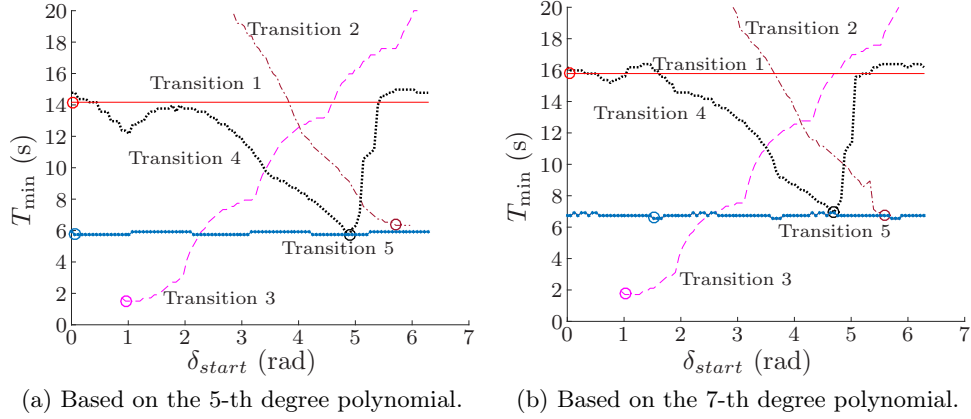 20
18
16
14
12
10
8
6
4
2
0
T_min (s)
Transition 2
Transition 1
Transition 4
Transition 5
Transition 3
0 1 2 3 4 5 6 7
δ_start (rad)
(a) Based on the 5-th degree polynomial.
20
18
16
14
12
10
8
6
4
2
0
T_min (s)
Transition 2
Transition 1
Transition 4
Transition 5
Transition 3
0 1 2 3 4 5 6 7
δ_start (rad)
(b) Based on the 7-th degree polynomial.